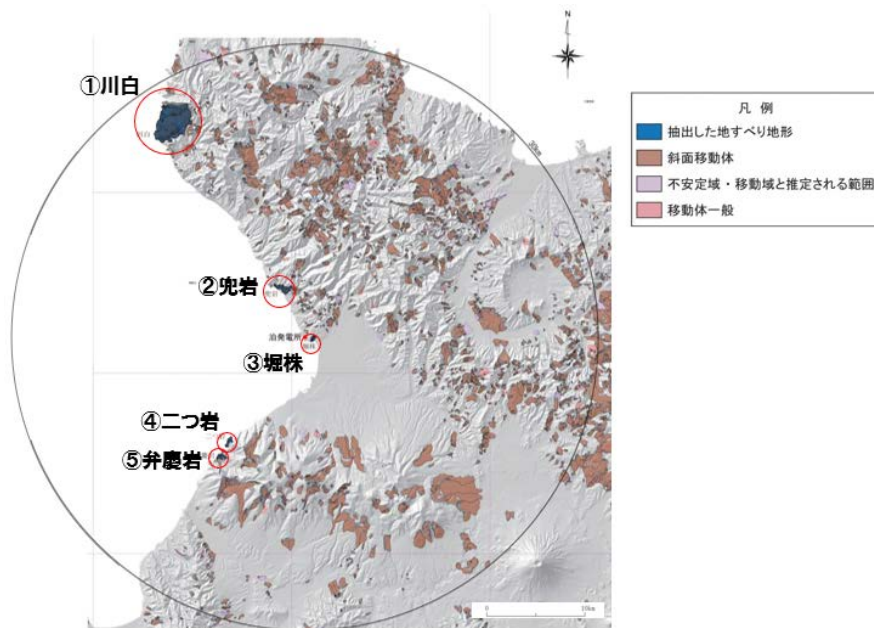 N
①川白
30km
凡 例
抽出した地すべり地形
斜面移動体
不安定域・移動域と推定される範囲
移動体一般
②兜岩
泊発電所
堀株
③堀株
④二つ岩
⑤弁慶岩
0 10km